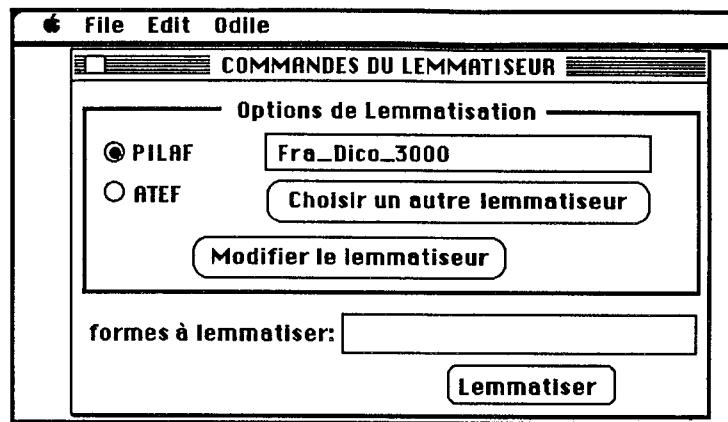 File Edit Odile
COMMANDES DU LEMMATISEUR
Options de Lemmatisation
PILAF
Fra_Dico_3000
ATEF
Choisir un autre lemmatiseur
Modifier le lemmatiseur
formes à lemmatiser:
Lemmatiser